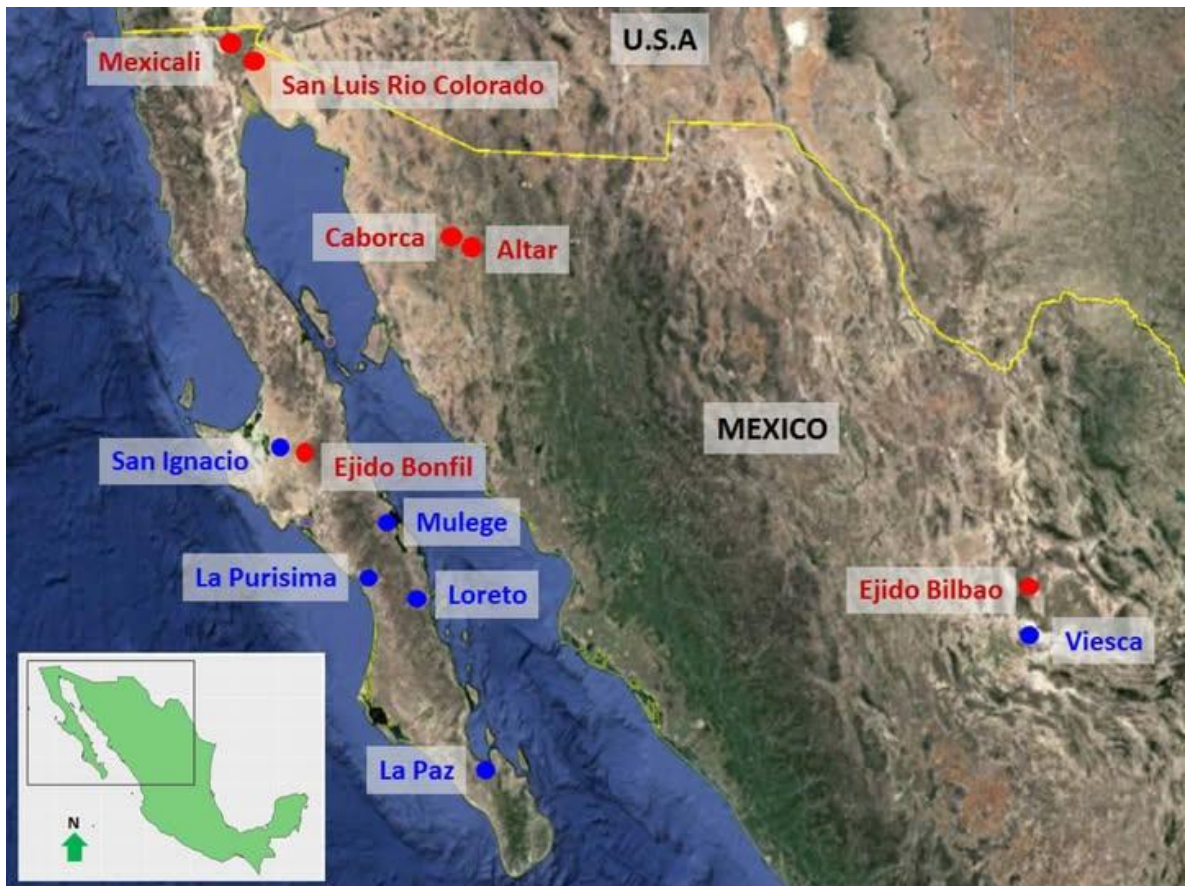 U.S.A
Mexicali
San Luis Rio Colorado
Caborca
Altar
MEXICO
San Ignacio
Ejido Bonfil
Mulege
La Purisima
Loreto
Ejido Bilbao
Viesca
La Paz
N